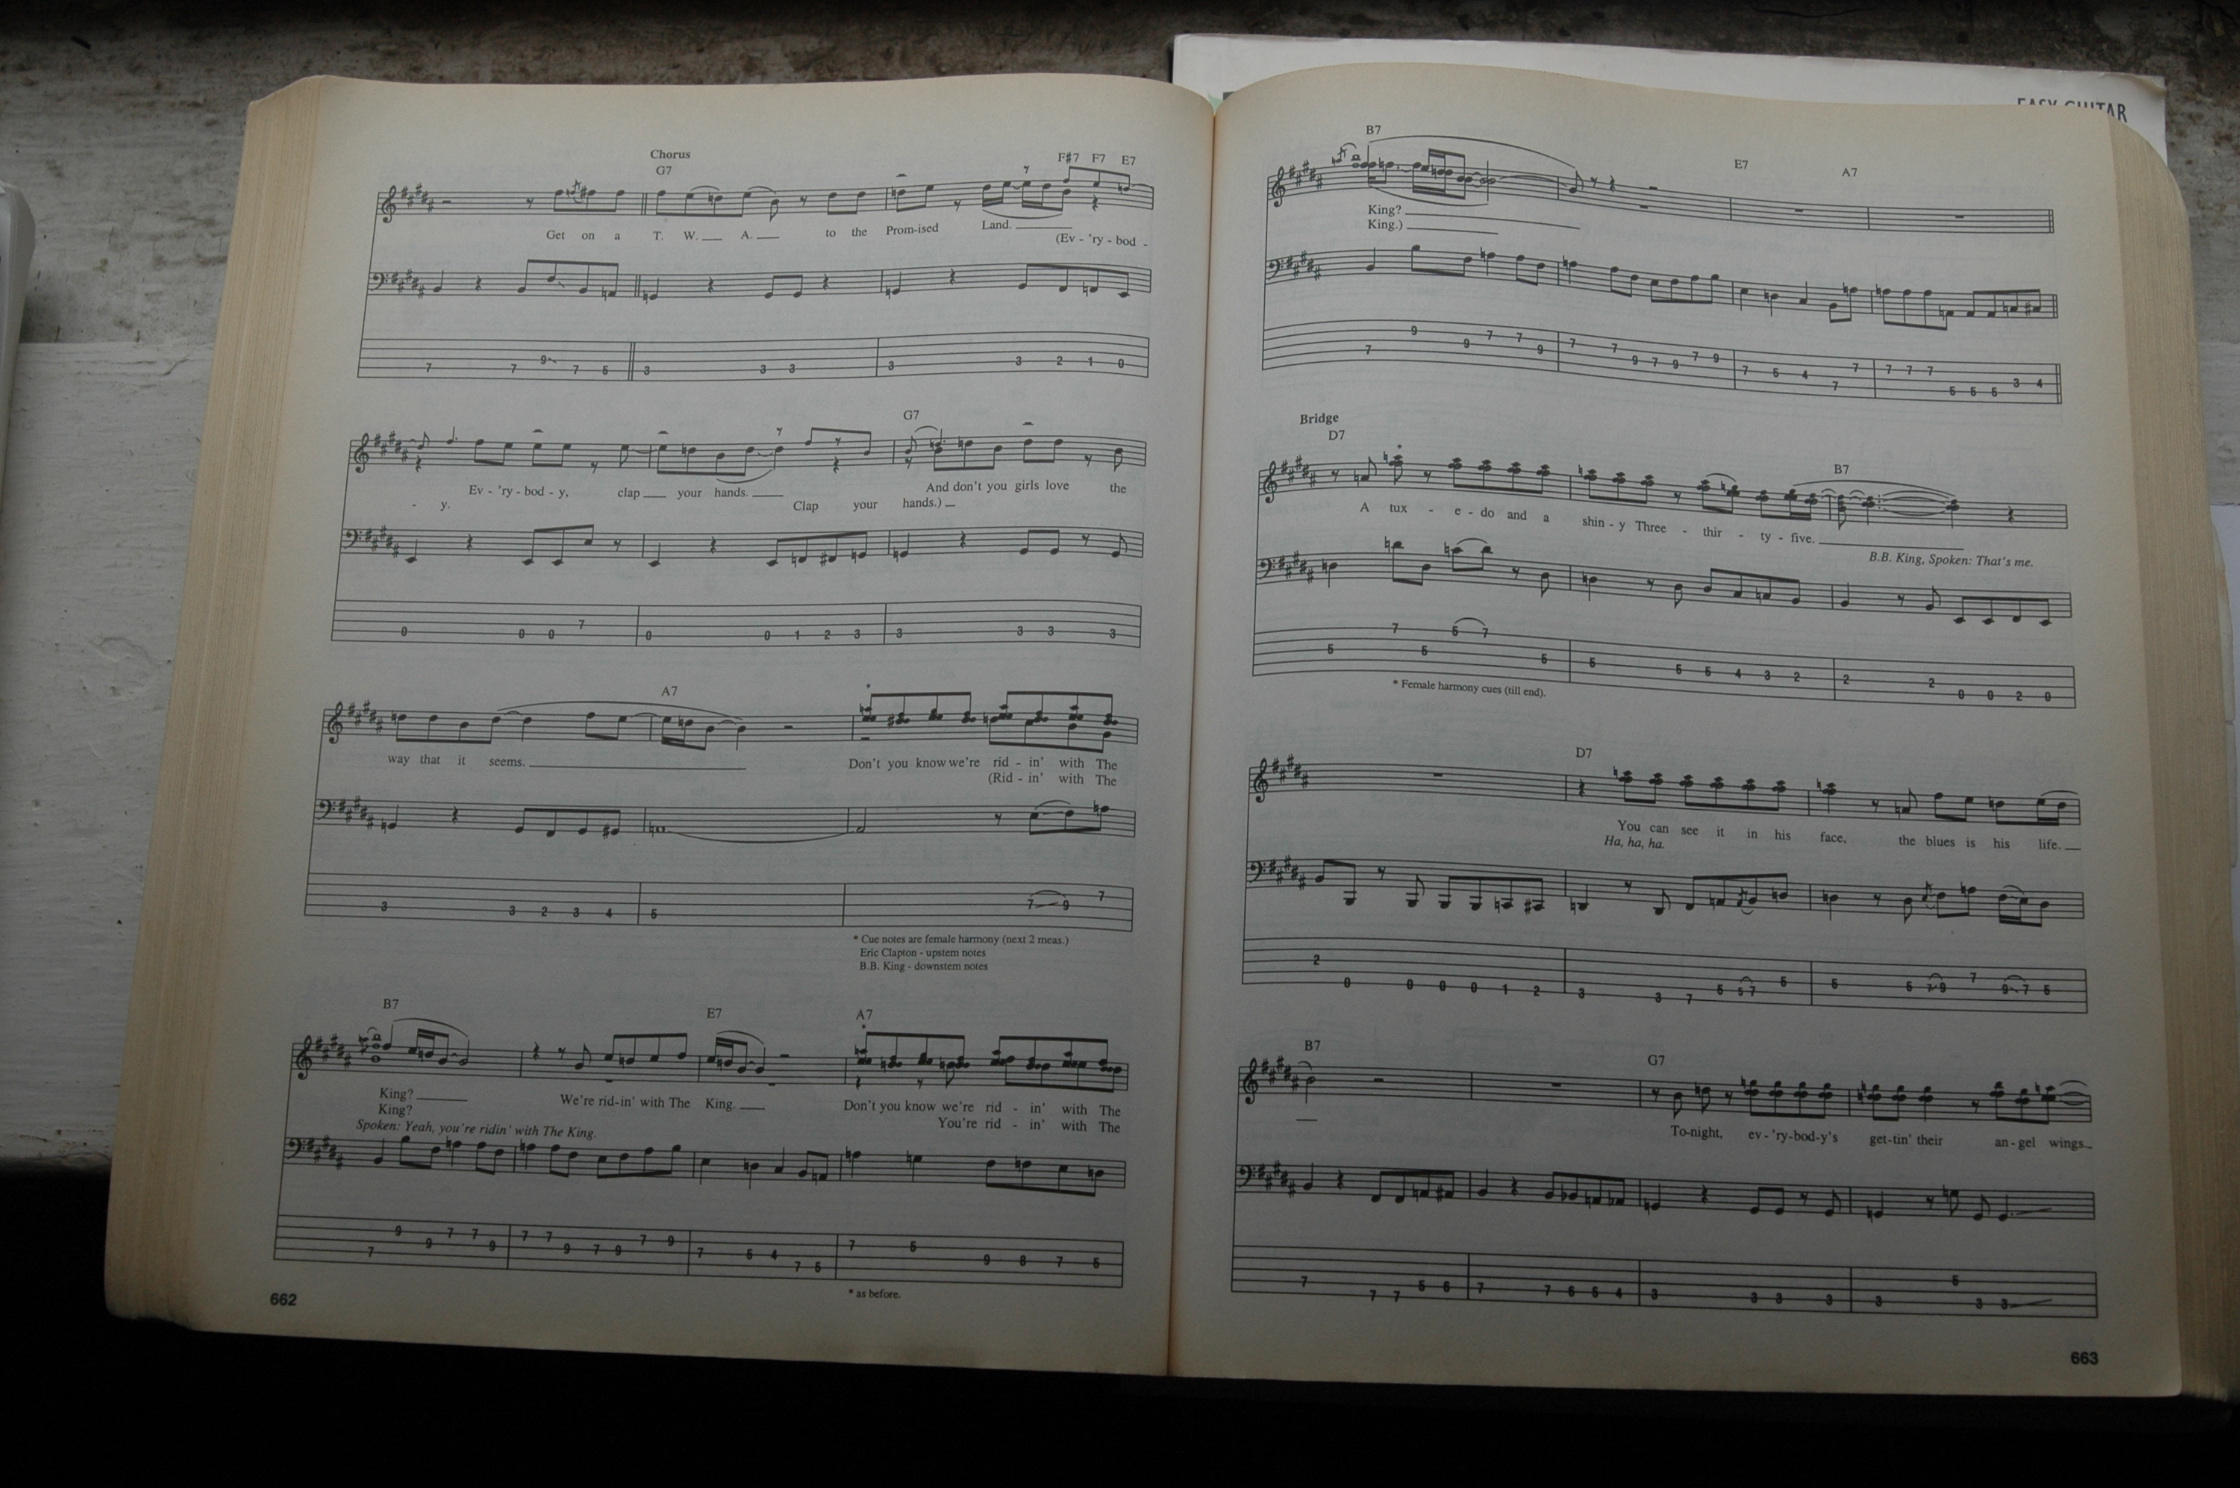 Chorus
G7 F♯7 F7 E7
Get on a T. W. A. to the Prom-ised Land.
(Ev - 'ry - bod -
7 7 9 7 5 3 3 3 3 3 2 1 0
G7
Ev - 'ry - bod - y, clap your hands. And don't you girls love the
- y. Clap your hands.)
0 0 0 7 0 0 1 2 3 3 3 3 3
A7
*
way that it seems. Don't you know we're rid - in' with The
(Rid - in' with The
3 3 2 3 4 5 7 9 7
* Cue notes are female harmony (next 2 meas.)
Eric Clapton - upstem notes
B.B. King - downstem notes
B7 E7 A7
*
King? We're rid-in' with The King. Don't you know we're rid - in' with The
King? You're rid - in' with The
Spoken: Yeah, you're ridin' with The King.
7 9 9 7 7 9 7 7 9 7 9 7 9 7 5 4 7 5 7 5 9 8 7 5
* as before.
662
EASY GUITAR
B7 E7 A7
King?
King.)
7 9 9 7 7 9 7 7 9 7 9 7 9 7 5 4 7 7 7 7 7 5 5 5 3 4
Bridge
D7 * B7
A tux - e - do and a shin - y Three - thir - ty - five.
B.B. King, Spoken: That's me.
5 7 5 5 7 5 5 5 5 4 3 2 2 2 0 0 2 0
* Female harmony cues (till end).
D7
You can see it in his face, the blues is his life.
Ha, ha, ha.
2 0 0 0 0 1 2 3 3 7 5 5 7 5 5 5 7 9 7 9 7 5
B7 G7
To-night, ev-'ry-bod-y's get-tin' their an-gel wings
7 7 7 5 6 7 7 6 5 4 3 3 3 3 3 5 3 3
663